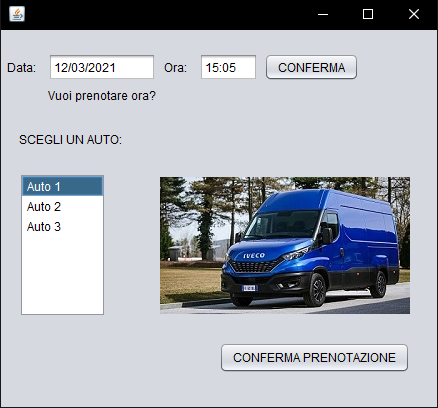 Data: 12/03/2021 Ora: 15:05 CONFERMA
Vuoi prenotare ora?
SCEGLI UN AUTO:
Auto 1
Auto 2
Auto 3
IVECO
CONFERMA PRENOTAZIONE